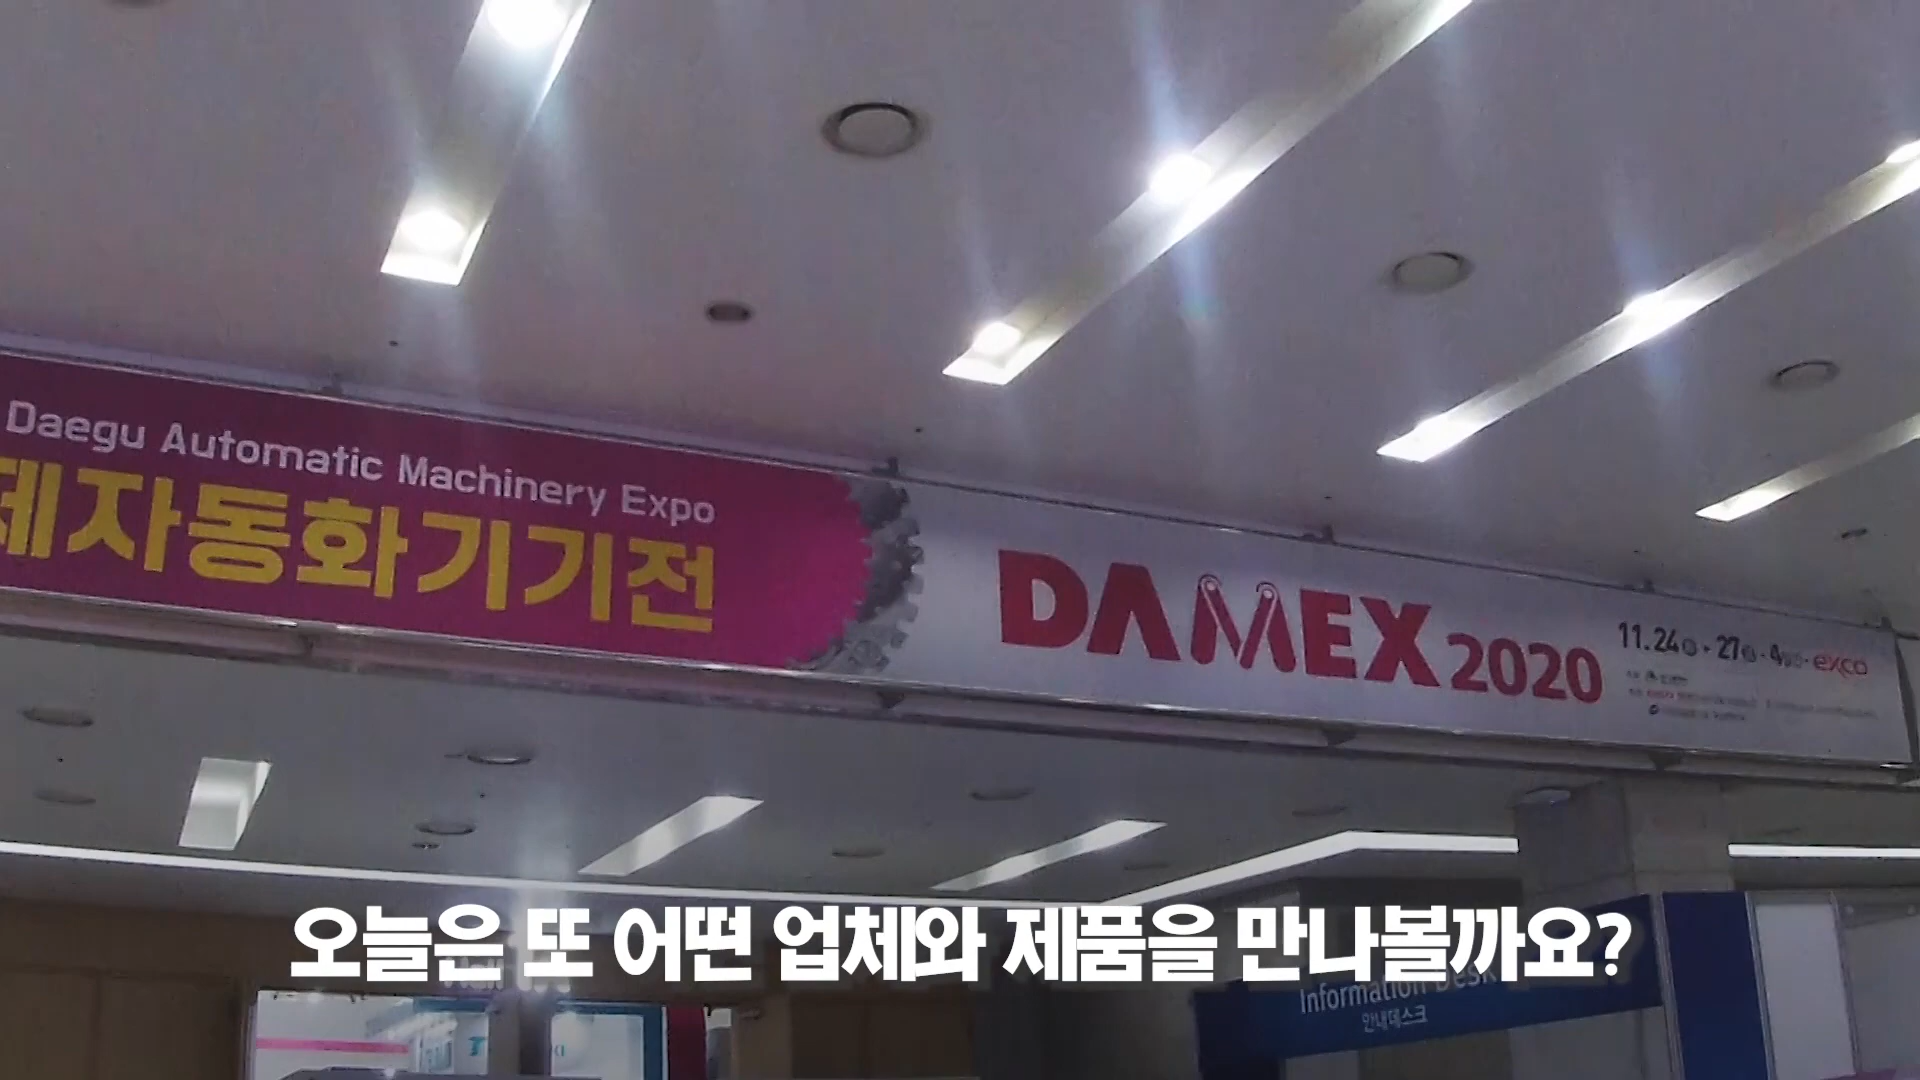 Daegu Automatic Machinery Expo
제자동화기기전
DAMEX 2020
11.24 - 27 exco
오늘은 또 어떤 업체와 제품을 만나볼까요?
Information Desk
안내데스크